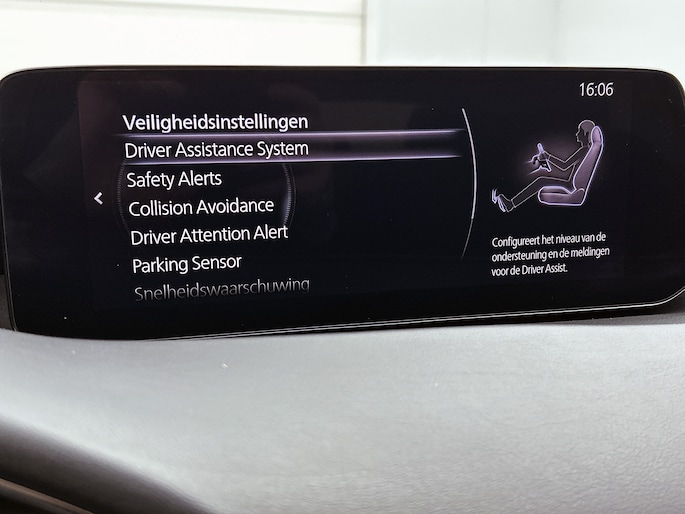 16:06
Veiligheidsinstellingen
Driver Assistance System
Safety Alerts
Collision Avoidance
Driver Attention Alert
Parking Sensor
Snelheidswaarschuwing
Configureert het niveau van de
ondersteuning en de meldingen
voor de Driver Assist.